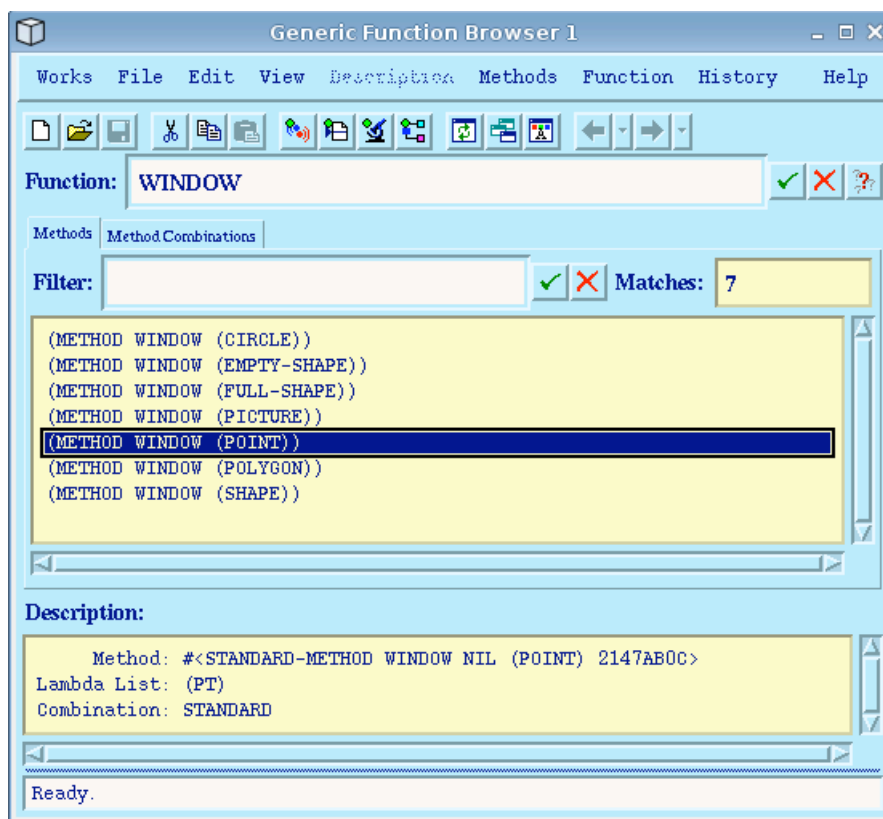 Generic Function Browser 1
Works File Edit View Description Methods Function History Help
Function: WINDOW
Methods Method Combinations
Filter: Matches: 7
(METHOD WINDOW (CIRCLE))
(METHOD WINDOW (EMPTY-SHAPE))
(METHOD WINDOW (FULL-SHAPE))
(METHOD WINDOW (PICTURE))
(METHOD WINDOW (POINT))
(METHOD WINDOW (POLYGON))
(METHOD WINDOW (SHAPE))
Description:
Method: #<STANDARD-METHOD WINDOW NIL (POINT) 2147AB0C>
Lambda List: (PT)
Combination: STANDARD
Ready.